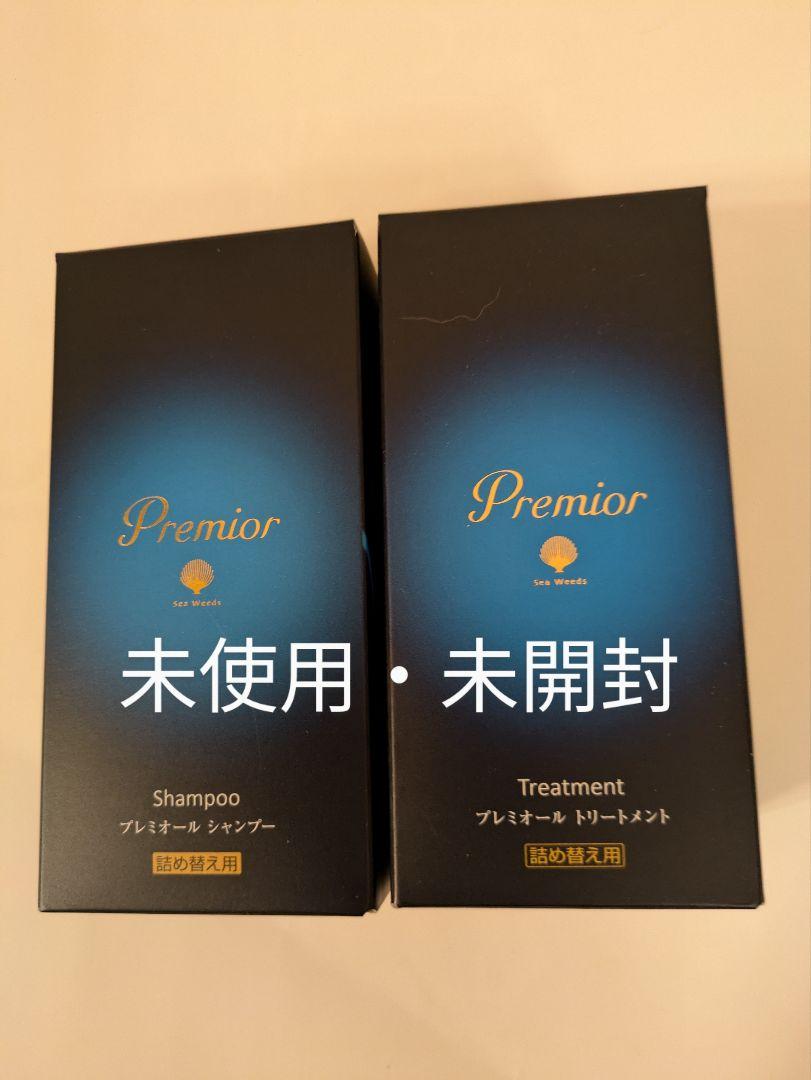 Premior
Sea Weeds
Shampoo
プレミオール シャンプー
詰め替え用
Premior
Sea Weeds
Treatment
プレミオール トリートメント
詰め替え用
未使用・未開封